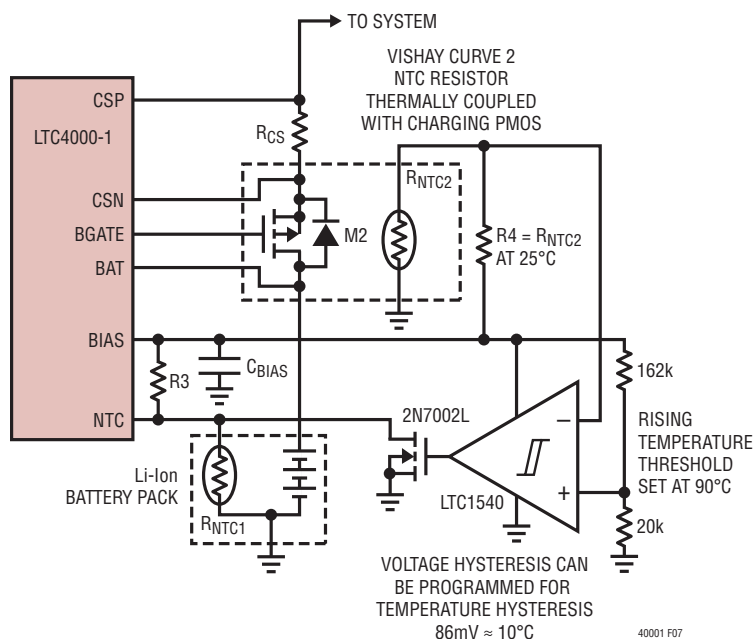 TO SYSTEM
VISHAY CURVE 2
NTC RESISTOR
THERMALLY COUPLED
WITH CHARGING PMOS
CSP
LTC4000-1
RCS
CSN
RNTC2
BGATE
M2
R4 = RNTC2
AT 25°C
BAT
BIAS
R3
CBIAS
162k
NTC
2N7002L
–
RISING
TEMPERATURE
THRESHOLD
SET AT 90°C
Li-Ion
BATTERY PACK
+
LTC1540
RNTC1
20k
VOLTAGE HYSTERESIS CAN
BE PROGRAMMED FOR
TEMPERATURE HYSTERESIS
86mV ≈ 10°C
40001 F07